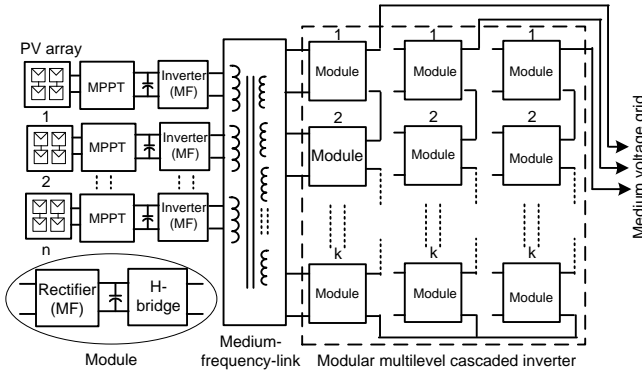 PV array
MPPT
Inverter
(MF)
1
MPPT
Inverter
(MF)
2
MPPT
Inverter
(MF)
n
Rectifier
(MF)
H-
bridge
Module
Medium-
frequency-link
1
Module
1
Module
1
Module
2
Module
2
Module
2
Module
k
Module
k
Module
k
Module
Modular multilevel cascaded inverter
Medium voltage grid